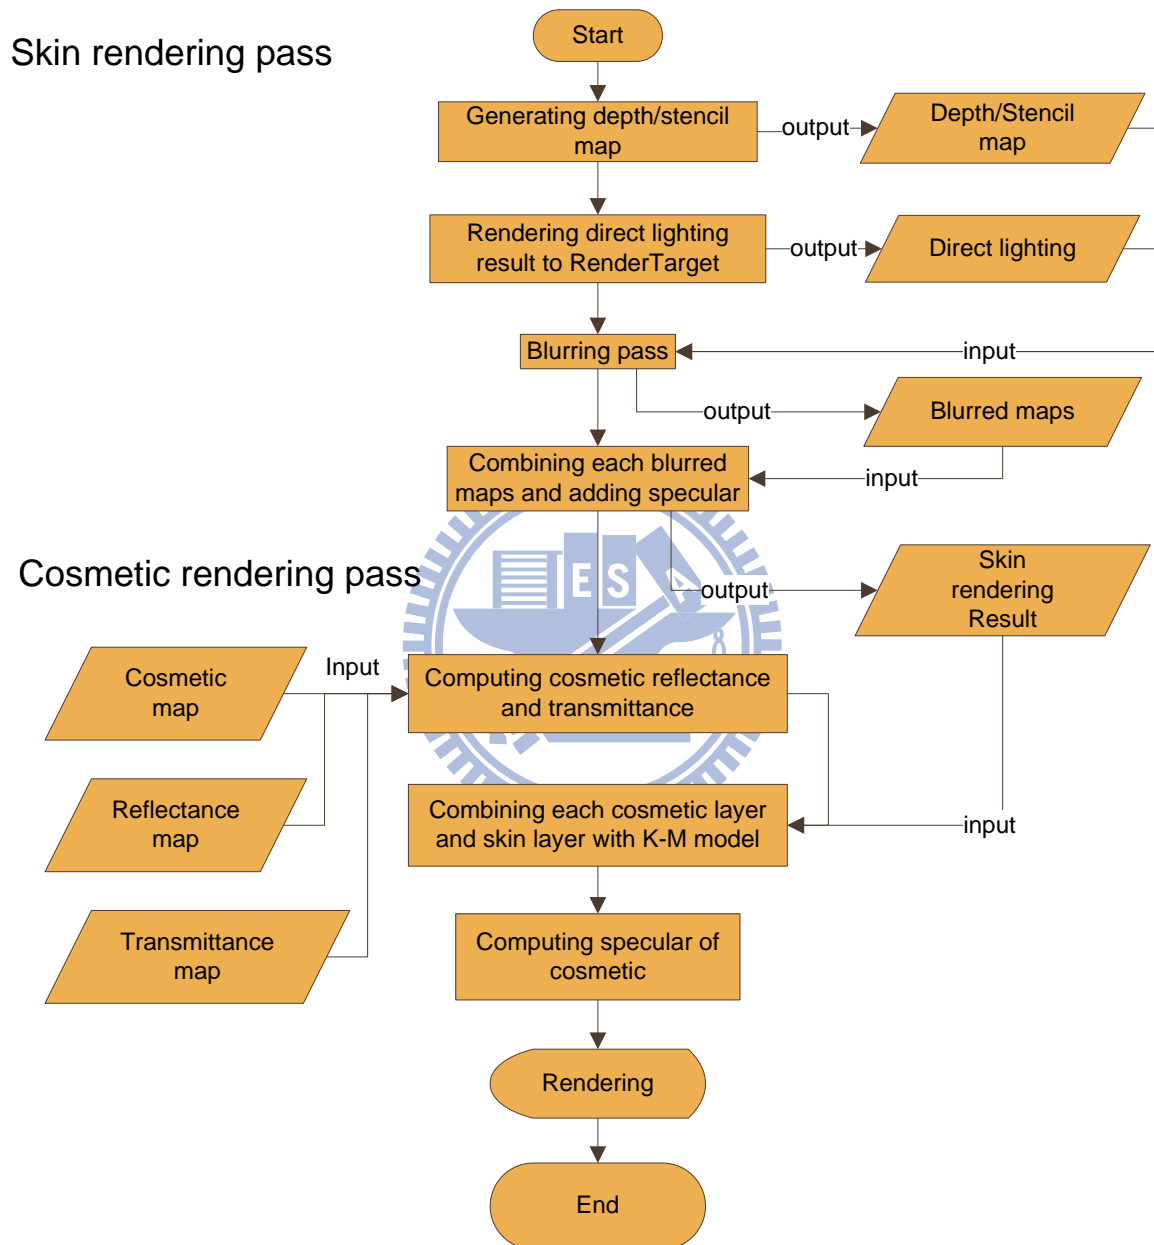 Start
Skin rendering pass
Generating depth/stencil
map
output
Depth/Stencil
map
Rendering direct lighting
result to RenderTarget
output
Direct lighting
Blurring pass
input
output
Blurred maps
Combining each blurred
maps and adding specular
input
Cosmetic rendering pass
E S A
output
Skin
rendering
Result
Cosmetic
map
Input
Computing cosmetic reflectance
and transmittance
Reflectance
map
Combining each cosmetic layer
and skin layer with K-M model
input
Transmittance
map
Computing specular of
cosmetic
Rendering
End